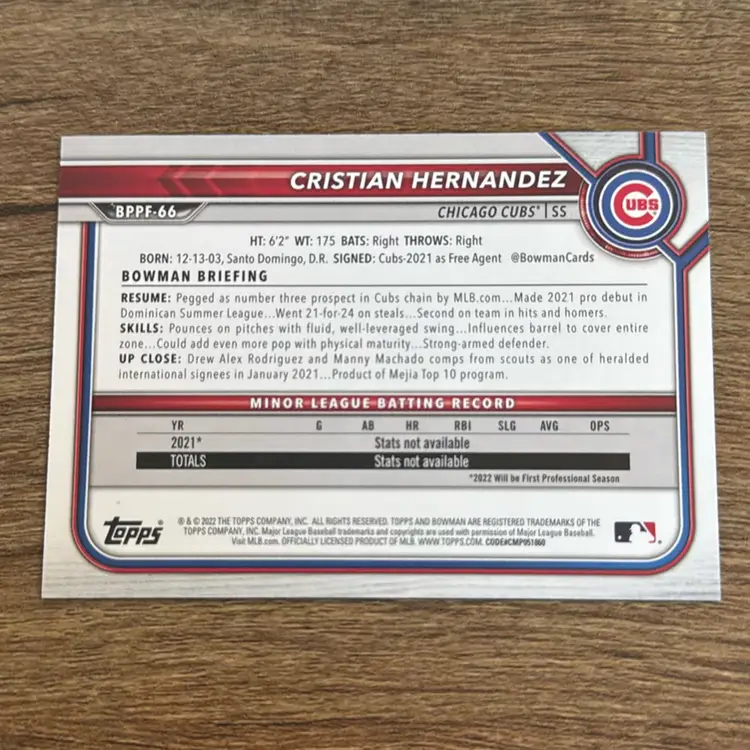 CUBS
CRISTIAN HERNANDEZ
BPPF-66
CHICAGO CUBS® | SS
HT: 6'2" WT: 175 BATS: Right THROWS: Right
BORN: 12-13-03, Santo Domingo, D.R. SIGNED: Cubs-2021 as Free Agent @BowmanCards
BOWMAN BRIEFING
RESUME: Pegged as number three prospect in Cubs chain by MLB.com...Made 2021 pro debut in
Dominican Summer League...Went 21-for-24 on steals...Second on team in hits and homers.
SKILLS: Pounces on pitches with fluid, well-leveraged swing...Influences barrel to cover entire
zone...Could add even more pop with physical maturity...Strong-armed defender.
UP CLOSE: Drew Alex Rodriguez and Manny Machado comps from scouts as one of heralded
international signees in January 2021...Product of Mejia Top 10 program.
MINOR LEAGUE BATTING RECORD
YR G AB HR RBI SLG AVG OPS
2021* Stats not available
TOTALS Stats not available
*2022 Will be First Professional Season
TOPPS®
® & © 2022 THE TOPPS COMPANY, INC. ALL RIGHTS RESERVED. TOPPS AND BOWMAN ARE REGISTERED TRADEMARKS OF THE
TOPPS COMPANY, INC. Major League Baseball trademarks and copyrights are used with permission of Major League Baseball.
Visit MLB.com. OFFICIALLY LICENSED PRODUCT OF MLB. WWW.TOPPS.COM. CODE#CMP051860